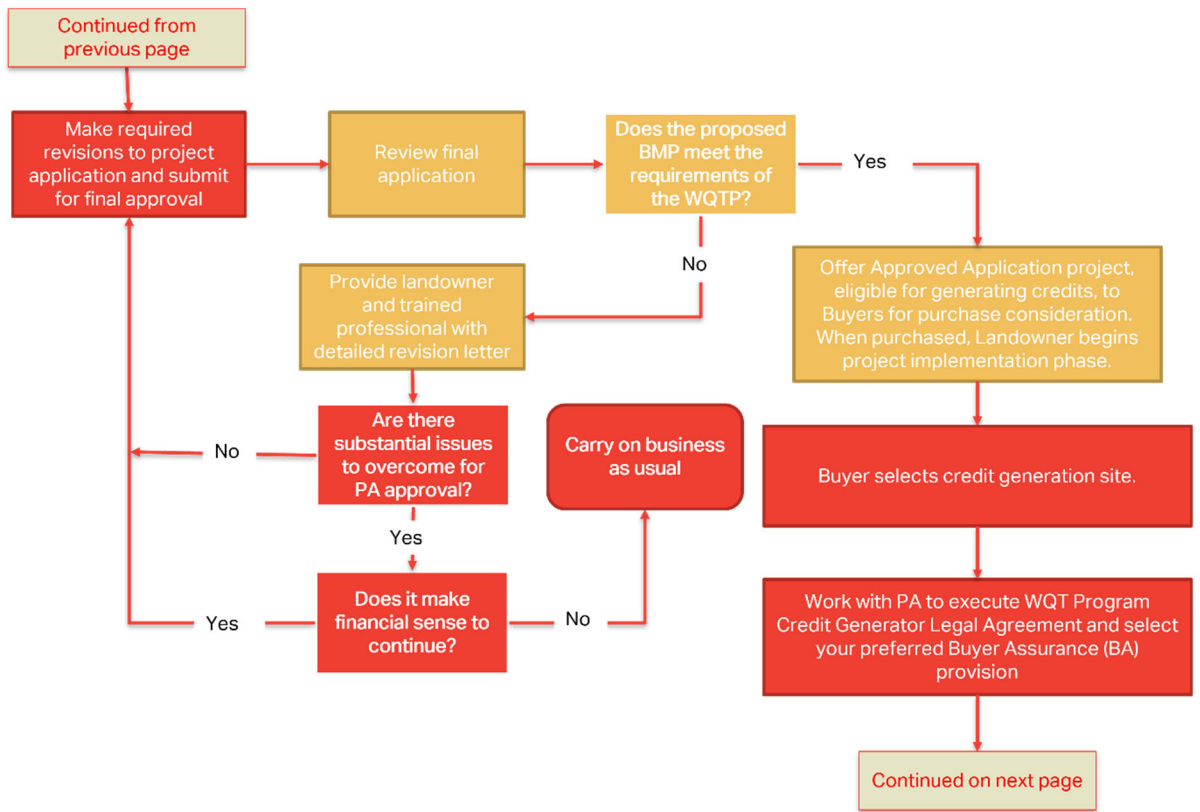 Continued from
previous page
Make required
revisions to project
application and submit
for final approval
Review final
application
Does the proposed
BMP meet the
requirements of
the WQTP?
Yes
No
Offer Approved Application project,
eligible for generating credits, to
Buyers for purchase consideration.
When purchased, Landowner begins
project implementation phase.
Provide landowner
and trained
professional with
detailed revision letter
Are there
substantial issues
to overcome for
PA approval?
No
Yes
Carry on business
as usual
Buyer selects credit generation site.
Does it make
financial sense to
continue?
Yes
No
Work with PA to execute WQT Program
Credit Generator Legal Agreement and select
your preferred Buyer Assurance (BA)
provision
Continued on next page